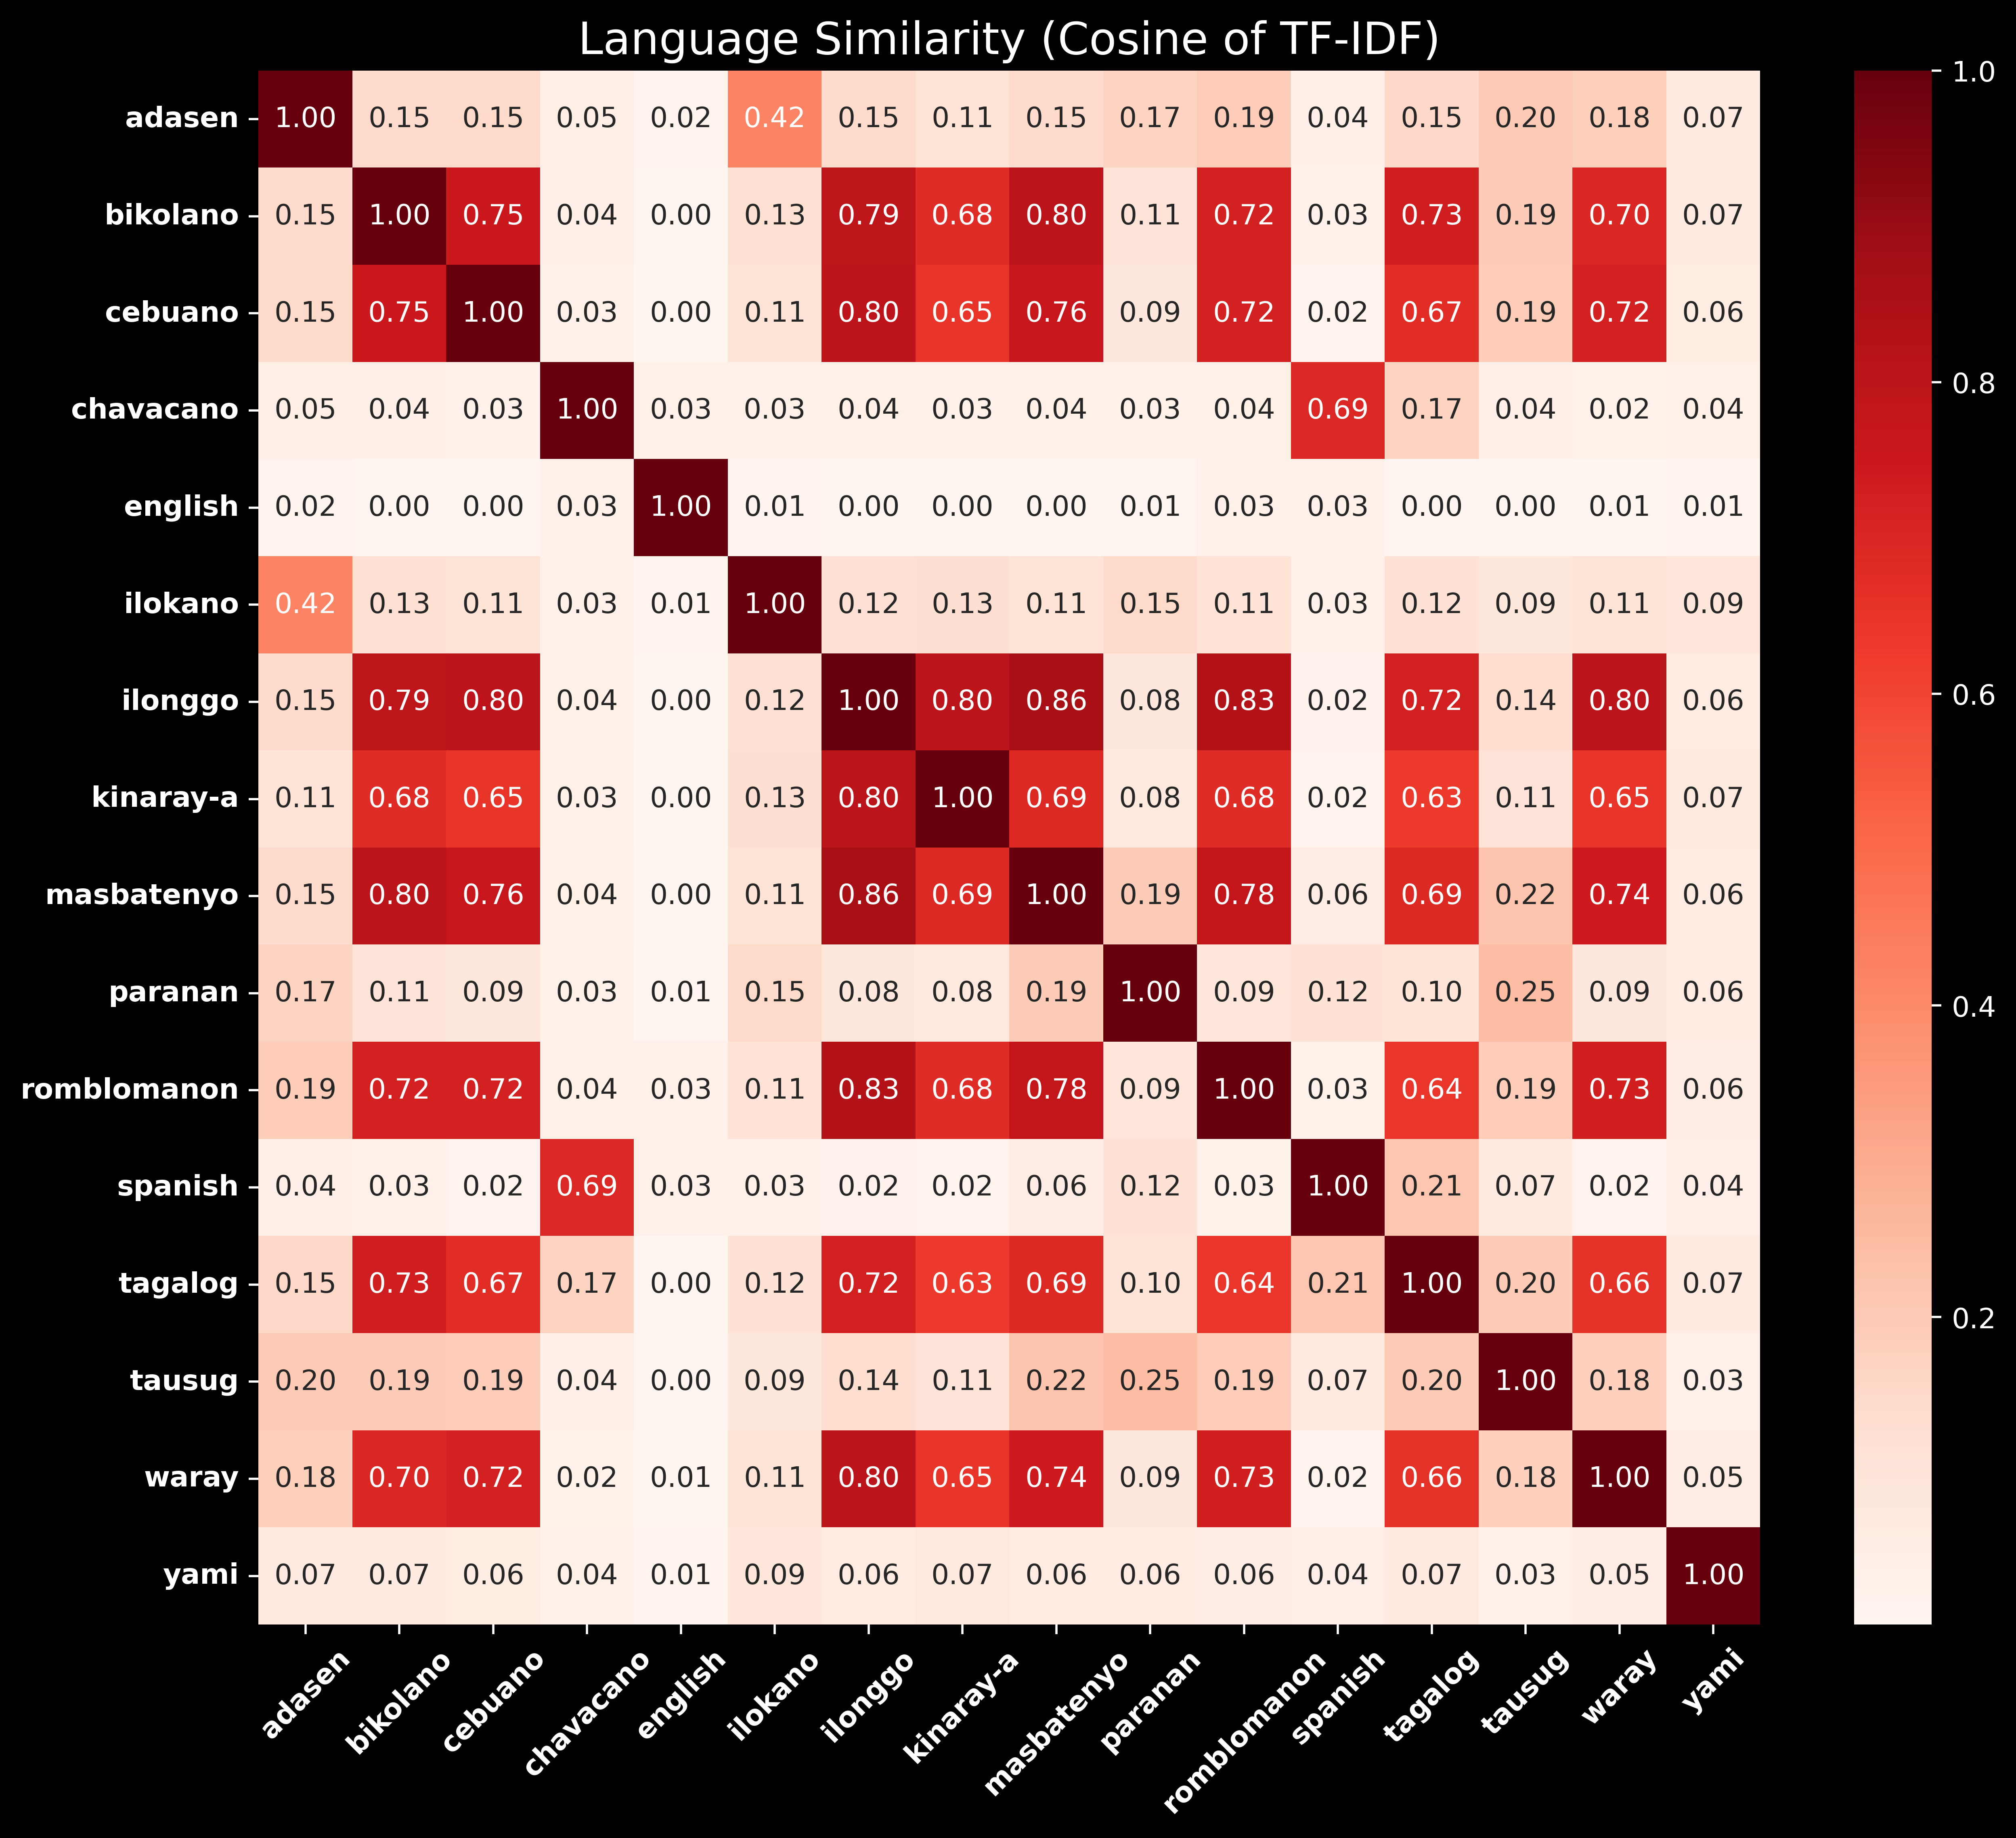 Language Similarity (Cosine of TF-IDF)
adasen 1.00 0.15 0.15 0.05 0.02 0.42 0.15 0.11 0.15 0.17 0.19 0.04 0.15 0.20 0.18 0.07
bikolano 0.15 1.00 0.75 0.04 0.00 0.13 0.79 0.68 0.80 0.11 0.72 0.03 0.73 0.19 0.70 0.07
cebuano 0.15 0.75 1.00 0.03 0.00 0.11 0.80 0.65 0.76 0.09 0.72 0.02 0.67 0.19 0.72 0.06
chavacano 0.05 0.04 0.03 1.00 0.03 0.03 0.04 0.03 0.04 0.03 0.04 0.69 0.17 0.04 0.02 0.04
english 0.02 0.00 0.00 0.03 1.00 0.01 0.00 0.00 0.00 0.01 0.03 0.03 0.00 0.00 0.01 0.01
ilokano 0.42 0.13 0.11 0.03 0.01 1.00 0.12 0.13 0.11 0.15 0.11 0.03 0.12 0.09 0.11 0.09
ilonggo 0.15 0.79 0.80 0.04 0.00 0.12 1.00 0.80 0.86 0.08 0.83 0.02 0.72 0.14 0.80 0.06
kinaray-a 0.11 0.68 0.65 0.03 0.00 0.13 0.80 1.00 0.69 0.08 0.68 0.02 0.63 0.11 0.65 0.07
masbatenyo 0.15 0.80 0.76 0.04 0.00 0.11 0.86 0.69 1.00 0.19 0.78 0.06 0.69 0.22 0.74 0.06
paranan 0.17 0.11 0.09 0.03 0.01 0.15 0.08 0.08 0.19 1.00 0.09 0.12 0.10 0.25 0.09 0.06
romblomanon 0.19 0.72 0.72 0.04 0.03 0.11 0.83 0.68 0.78 0.09 1.00 0.03 0.64 0.19 0.73 0.06
spanish 0.04 0.03 0.02 0.69 0.03 0.03 0.02 0.02 0.06 0.12 0.03 1.00 0.21 0.07 0.02 0.04
tagalog 0.15 0.73 0.67 0.17 0.00 0.12 0.72 0.63 0.69 0.10 0.64 0.21 1.00 0.20 0.66 0.07
tausug 0.20 0.19 0.19 0.04 0.00 0.09 0.14 0.11 0.22 0.25 0.19 0.07 0.20 1.00 0.18 0.03
waray 0.18 0.70 0.72 0.02 0.01 0.11 0.80 0.65 0.74 0.09 0.73 0.02 0.66 0.18 1.00 0.05
yami 0.07 0.07 0.06 0.04 0.01 0.09 0.06 0.07 0.06 0.06 0.06 0.04 0.07 0.03 0.05 1.00
adasen bikolano cebuano chavacano english ilokano ilonggo kinaray-a masbatenyo paranan romblomanon spanish tagalog tausug waray yami
1.0
0.8
0.6
0.4
0.2